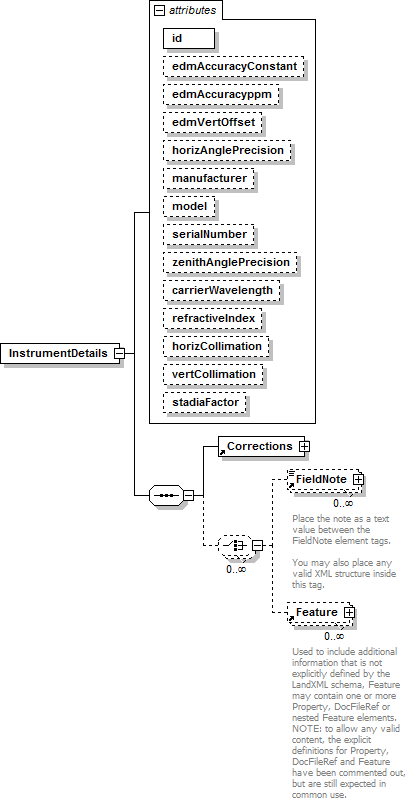 attributes
id
edmAccuracyConstant
edmAccuracyppm
edmVertOffset
horizAnglePrecision
manufacturer
model
serialNumber
zenithAnglePrecision
carrierWavelength
refractiveIndex
horizCollimation
vertCollimation
stadiaFactor
InstrumentDetails
Corrections
FieldNote
0..∞
Place the note as a text
value between the
FieldNote element tags.
You may also place any
valid XML structure inside
this tag.
0..∞
Feature
0..∞
Used to include additional
information that is not
explicitly defined by the
LandXML schema, Feature
may contain one or more
Property, DocFileRef or
nested Feature elements.
NOTE: to allow any valid
content, the explicit
definitions for Property,
DocFileRef and Feature
have been commented out,
but are still expected in
common use.